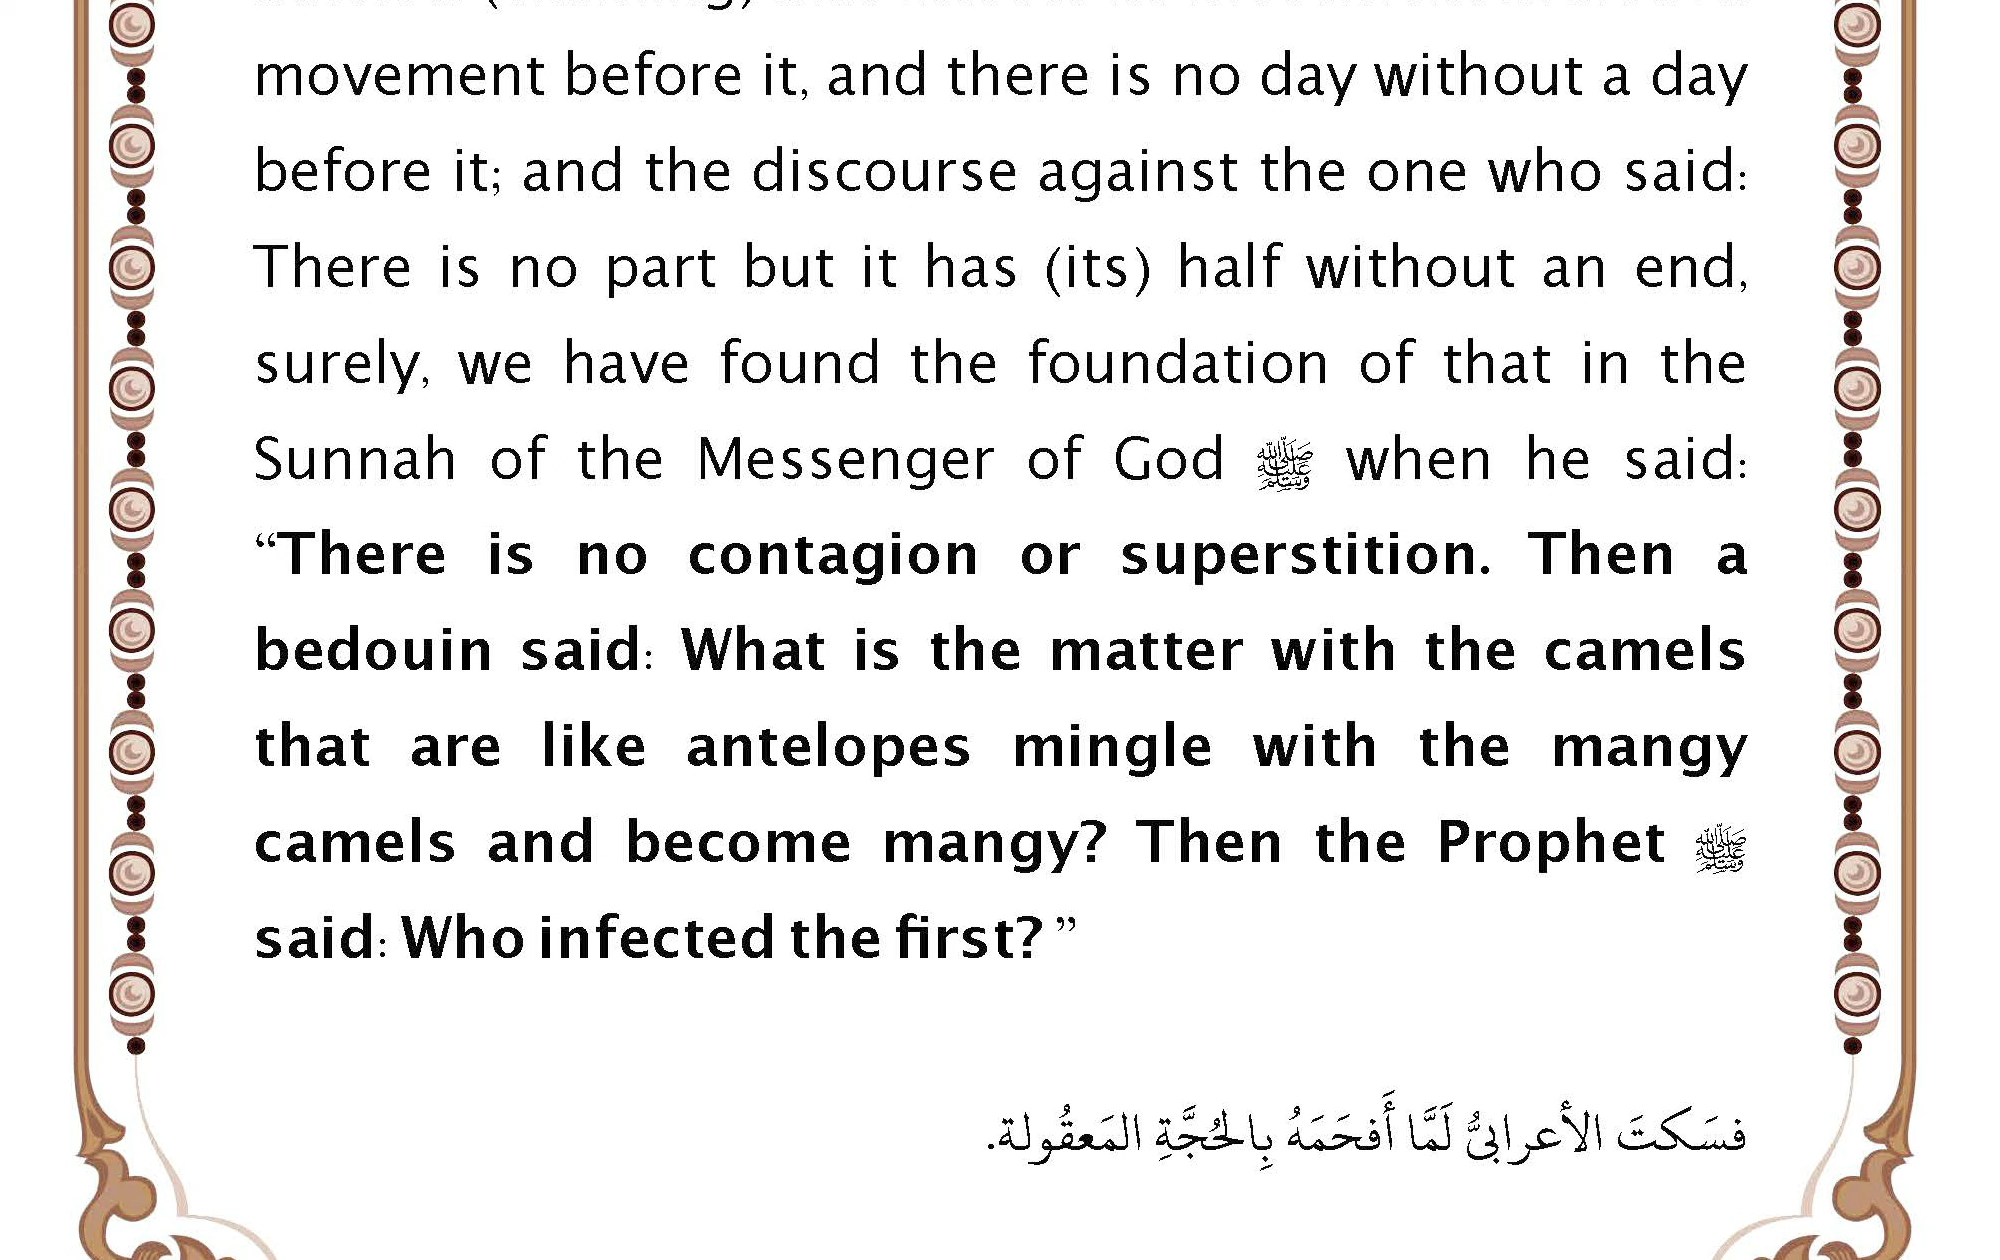 movement before it, and there is no day without a day
before it; and the discourse against the one who said:
There is no part but it has (its) half without an end,
surely, we have found the foundation of that in the
Sunnah of the Messenger of God ﷺ when he said:
“There is no contagion or superstition. Then a
bedouin said: What is the matter with the camels
that are like antelopes mingle with the mangy
camels and become mangy? Then the Prophet ﷺ
said: Who infected the first? ”
فسَكتَ الأعرابىُّ لَمَّا أَفحَمَهُ بِالحُجَّةِ المَعقُولة.